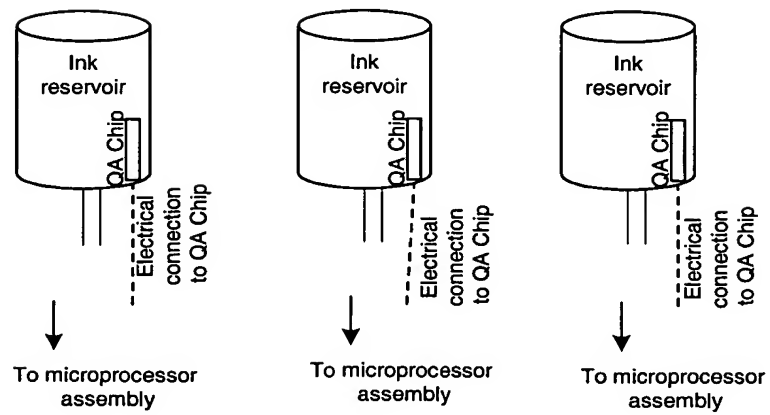 Ink
reservoir
QA Chip
Electrical
connection
to QA Chip
To microprocessor
assembly
Ink
reservoir
QA Chip
Electrical
connection
to QA Chip
To microprocessor
assembly
Ink
reservoir
QA Chip
Electrical
connection
to QA Chip
To microprocessor
assembly